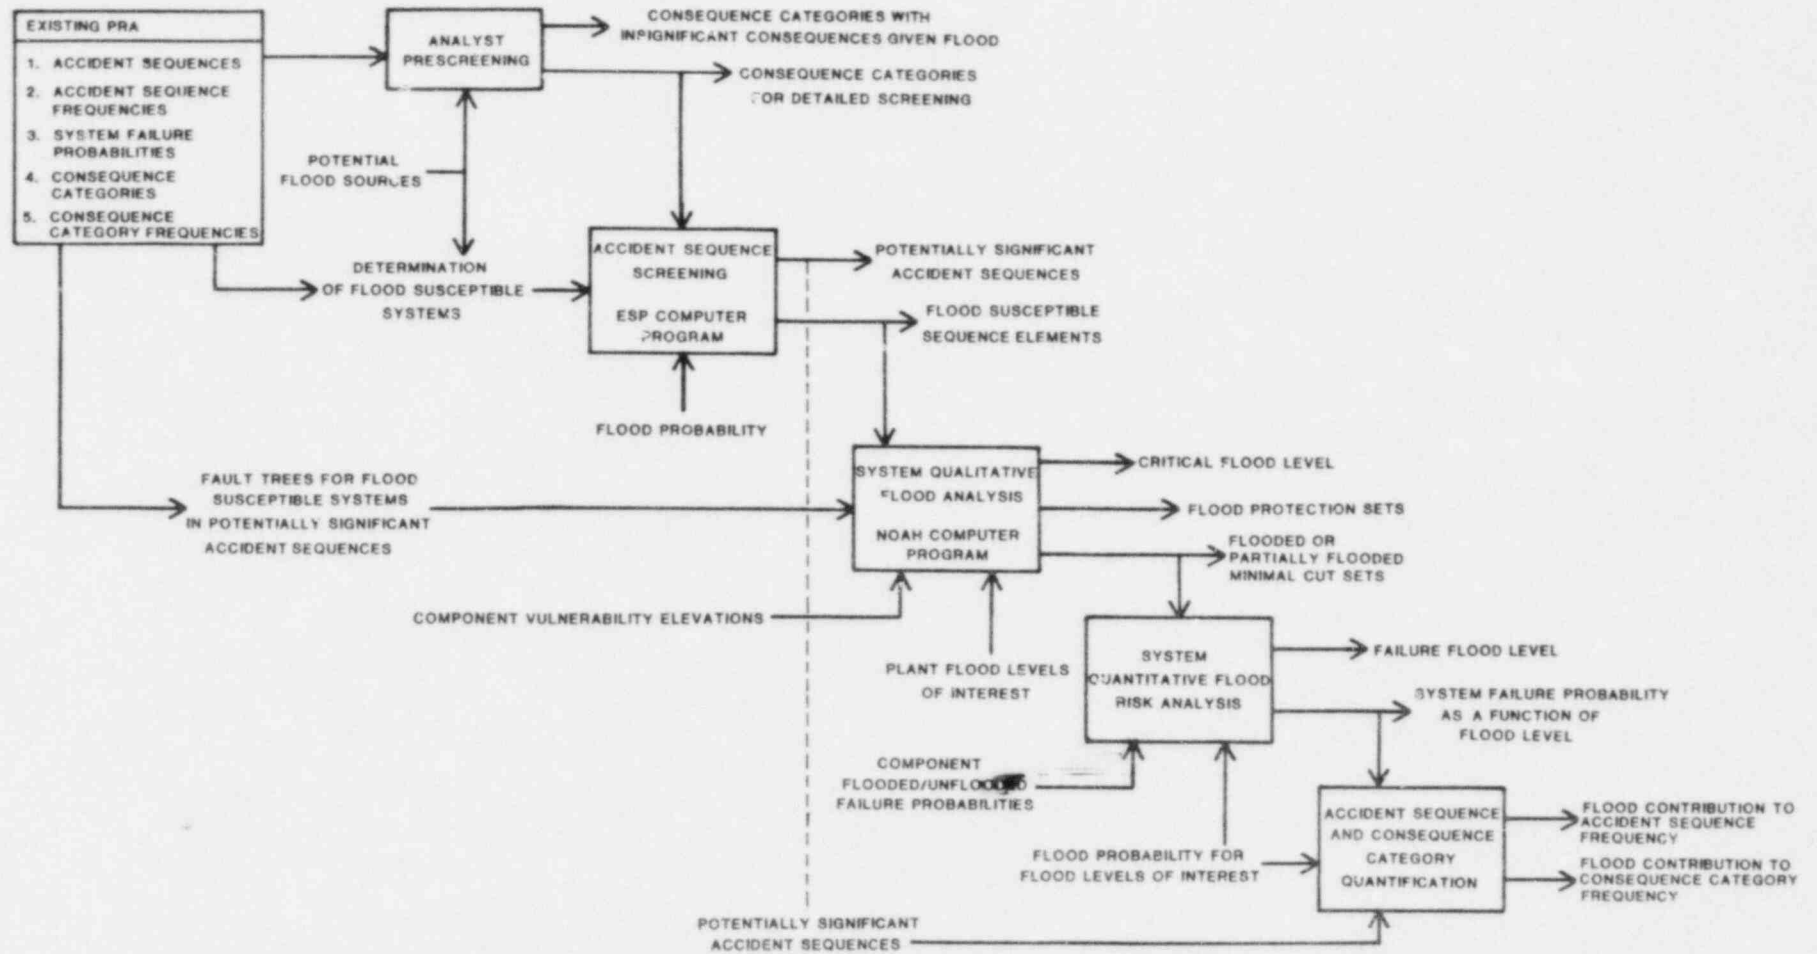 EXISTING PRA
1. ACCIDENT SEQUENCES
2. ACCIDENT SEQUENCE
FREQUENCIES
3. SYSTEM FAILURE
PROBABILITIES
4. CONSEQUENCE
CATEGORIES
5. CONSEQUENCE
CATEGORY FREQUENCIES
ANALYST
PRESCREENING
CONSEQUENCE CATEGORIES WITH
INSIGNIFICANT CONSEQUENCES GIVEN FLOOD
CONSEQUENCE CATEGORIES
FOR DETAILED SCREENING
POTENTIAL
FLOOD SOURCES
DETERMINATION
OF FLOOD SUSCEPTIBLE
SYSTEMS
ACCIDENT SEQUENCE
SCREENING
ESP COMPUTER
PROGRAM
POTENTIALLY SIGNIFICANT
ACCIDENT SEQUENCES
FLOOD SUSCEPTIBLE
SEQUENCE ELEMENTS
FLOOD PROBABILITY
FAULT TREES FOR FLOOD
SUSCEPTIBLE SYSTEMS
IN POTENTIALLY SIGNIFICANT
ACCIDENT SEQUENCES
SYSTEM QUALITATIVE
FLOOD ANALYSIS
NOAH COMPUTER
PROGRAM
CRITICAL FLOOD LEVEL
FLOOD PROTECTION SETS
FLOODED OR
PARTIALLY FLOODED
MINIMAL CUT SETS
COMPONENT VULNERABILITY ELEVATIONS
PLANT FLOOD LEVELS
OF INTEREST
SYSTEM
QUANTITATIVE FLOOD
RISK ANALYSIS
FAILURE FLOOD LEVEL
SYSTEM FAILURE PROBABILITY
AS A FUNCTION OF
FLOOD LEVEL
COMPONENT
FLOODED/UNFLOODED
FAILURE PROBABILITIES
FLOOD PROBABILITY FOR
FLOOD LEVELS OF INTEREST
ACCIDENT SEQUENCE
AND CONSEQUENCE
CATEGORY
QUANTIFICATION
FLOOD CONTRIBUTION TO
ACCIDENT SEQUENCE
FREQUENCY
FLOOD CONTRIBUTION TO
CONSEQUENCE CATEGORY
FREQUENCY
POTENTIALLY SIGNIFICANT
ACCIDENT SEQUENCES